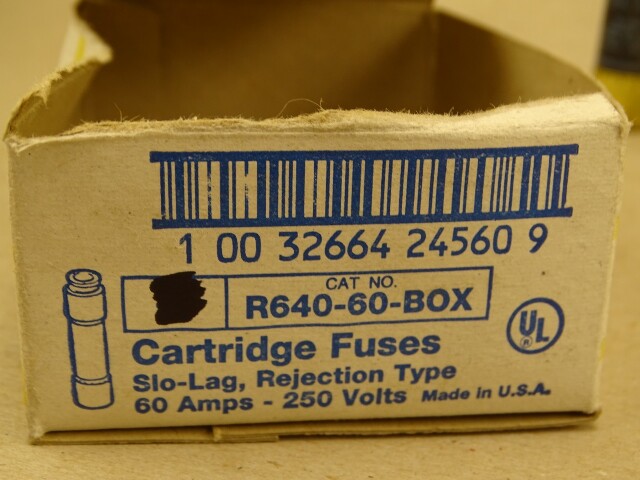 1 00 32664 24560 9
CAT NO.
R640-60-BOX
UL
®
Cartridge Fuses
Slo-Lag, Rejection Type
60 Amps - 250 Volts Made in U.S.A.